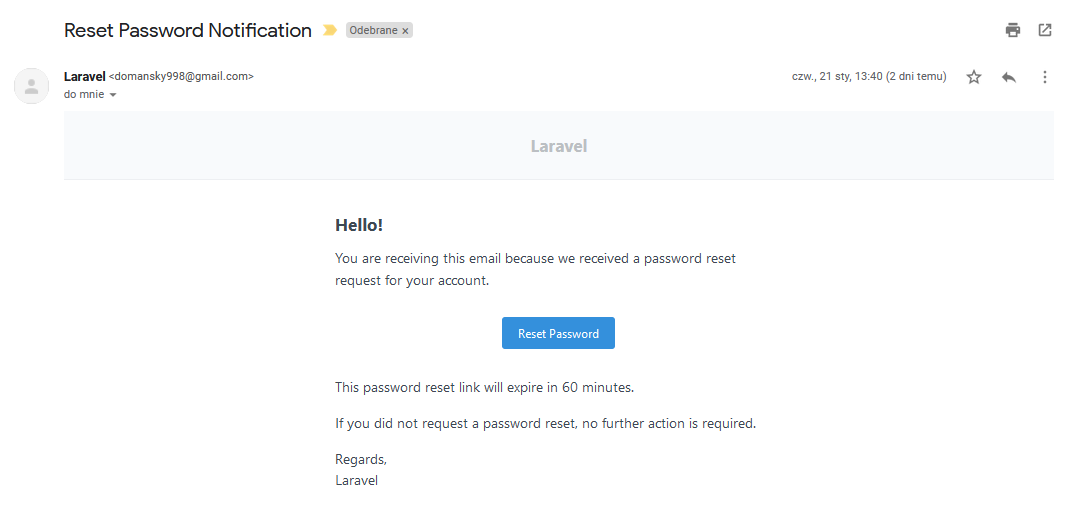 Reset Password Notification Odebrane x
Laravel <domansky998@gmail.com> czw., 21 sty, 13:40 (2 dni temu)
do mnie
Laravel
Hello!
You are receiving this email because we received a password reset
request for your account.
Reset Password
This password reset link will expire in 60 minutes.
If you did not request a password reset, no further action is required.
Regards,
Laravel